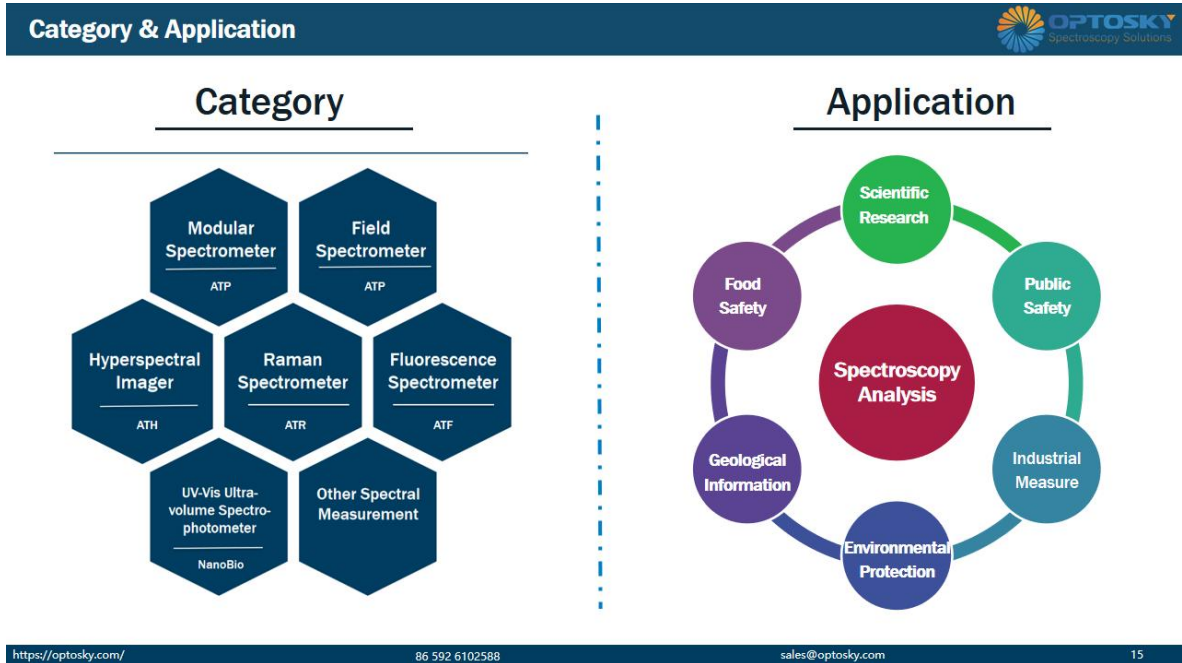 Category & Application
OPTOSKY
Spectroscopy Solutions
Category
Modular
Spectrometer
ATP
Field
Spectrometer
ATP
Hyperspectral
Imager
ATH
Raman
Spectrometer
ATR
Fluorescence
Spectrometer
ATF
UV-Vis Ultra-
volume Spectro-
photometer
NanoBio
Other Spectral
Measurement
Application
Scientific
Research
Public
Safety
Industrial
Measure
Environmental
Protection
Geological
Information
Food
Safety
Spectroscopy
Analysis
https://optosky.com/
86 592 6102588
sales@optosky.com
15